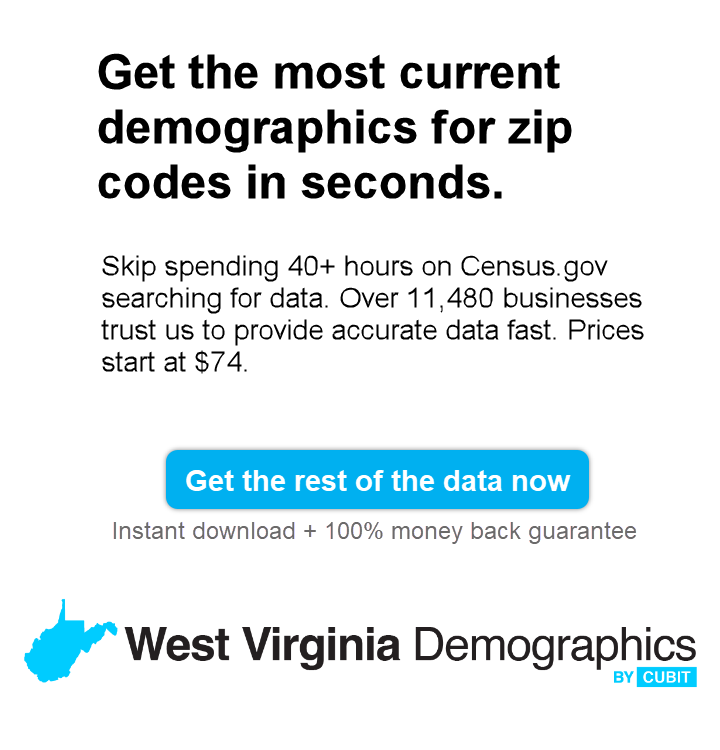 Get the most current
demographics for zip
codes in seconds.
Skip spending 40+ hours on Census.gov
searching for data. Over 11,480 businesses
trust us to provide accurate data fast. Prices
start at $74.
Get the rest of the data now
Instant download + 100% money back guarantee
West Virginia Demographics
BY CUBIT